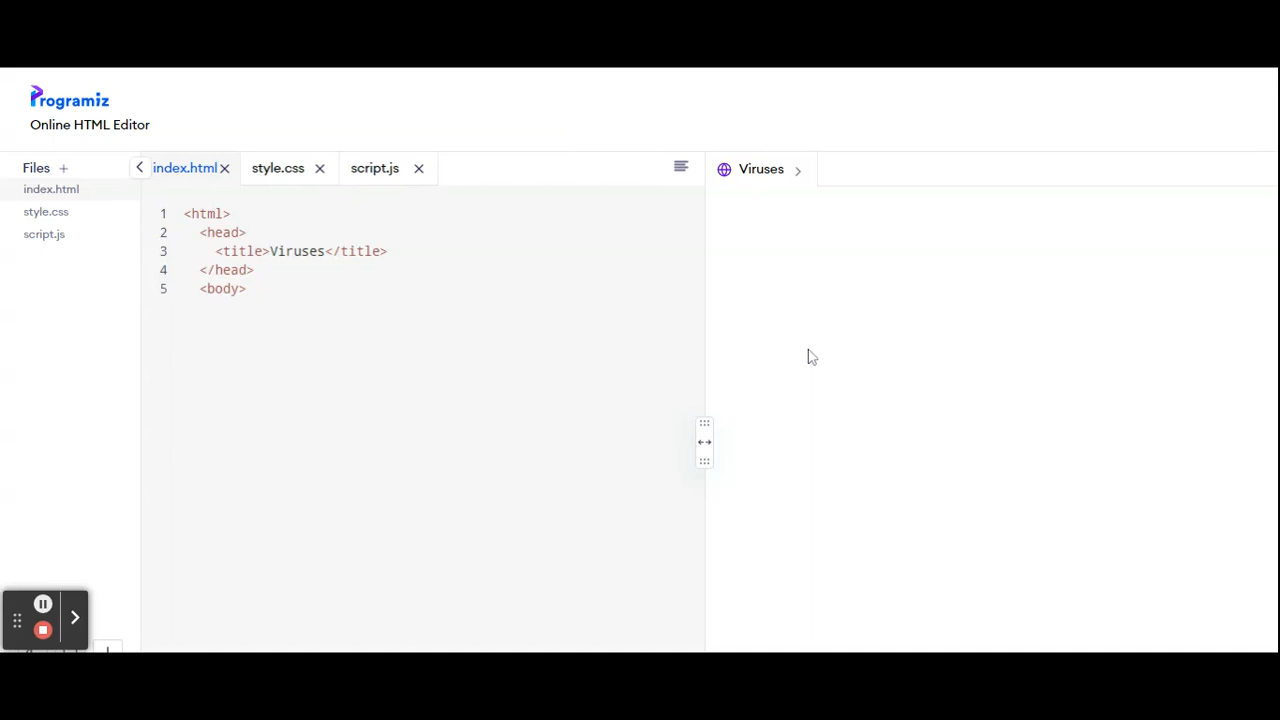 Programiz
Online HTML Editor
Files +
index.html
style.css
script.js
index.html
style.css
script.js
Viruses
1 <html>
2   <head>
3     <title>Viruses</title>
4   </head>
5   <body>